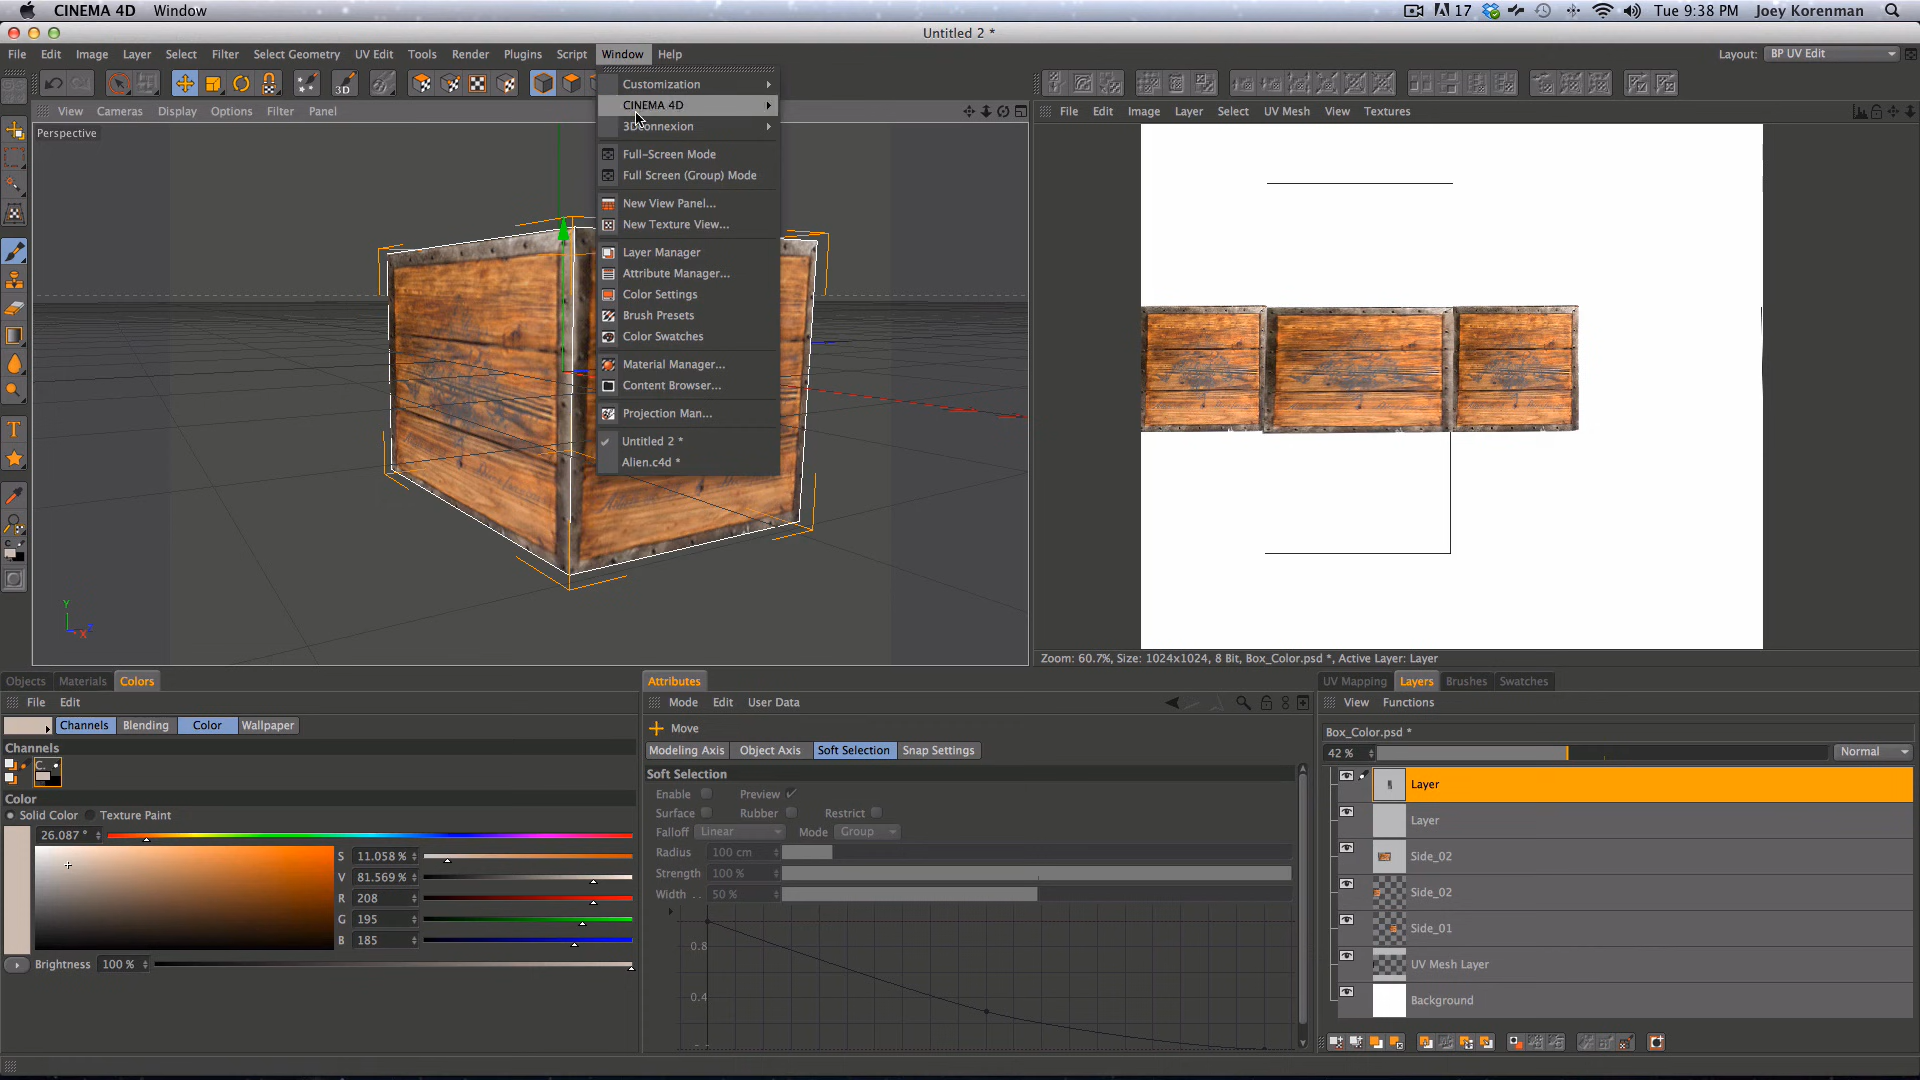 CINEMA 4D Window 17 Tue 9:38 PM Joey Korenman
Untitled 2 *
File Edit Image Layer Select Filter Select Geometry UV Edit Tools Render Plugins Script Window Help Layout: BP UV Edit
3D
View Cameras Display Options Filter Panel
Perspective
Y
X
Z
Customization
CINEMA 4D
3Dconnexion
Full-Screen Mode
Full Screen (Group) Mode
New View Panel...
New Texture View...
Layer Manager
Attribute Manager...
Color Settings
Brush Presets
Color Swatches
Material Manager...
Content Browser...
Projection Man...
Untitled 2 *
Alien.c4d *
File Edit Image Layer Select UV Mesh View Textures
Zoom: 60.7%, Size: 1024x1024, 8 Bit, Box_Color.psd *, Active Layer: Layer
Objects Materials Colors
File Edit
Channels Blending Color Wallpaper
Channels
C.
Color
Solid Color Texture Paint
26.087 °
S 11.058 %
V 81.569 %
R 208
G 195
B 185
Brightness 100 %
Attributes
Mode Edit User Data
Move
Modeling Axis Object Axis Soft Selection Snap Settings
Soft Selection
Enable Preview
Surface Rubber Restrict
Falloff Linear Mode Group
Radius 100 cm
Strength 100 %
Width . . 50 %
0.8
0.4
UV Mapping Layers Brushes Swatches
View Functions
Box_Color.psd *
42 % Normal
Layer
Layer
Side_02
Side_02
Side_01
UV Mesh Layer
Background